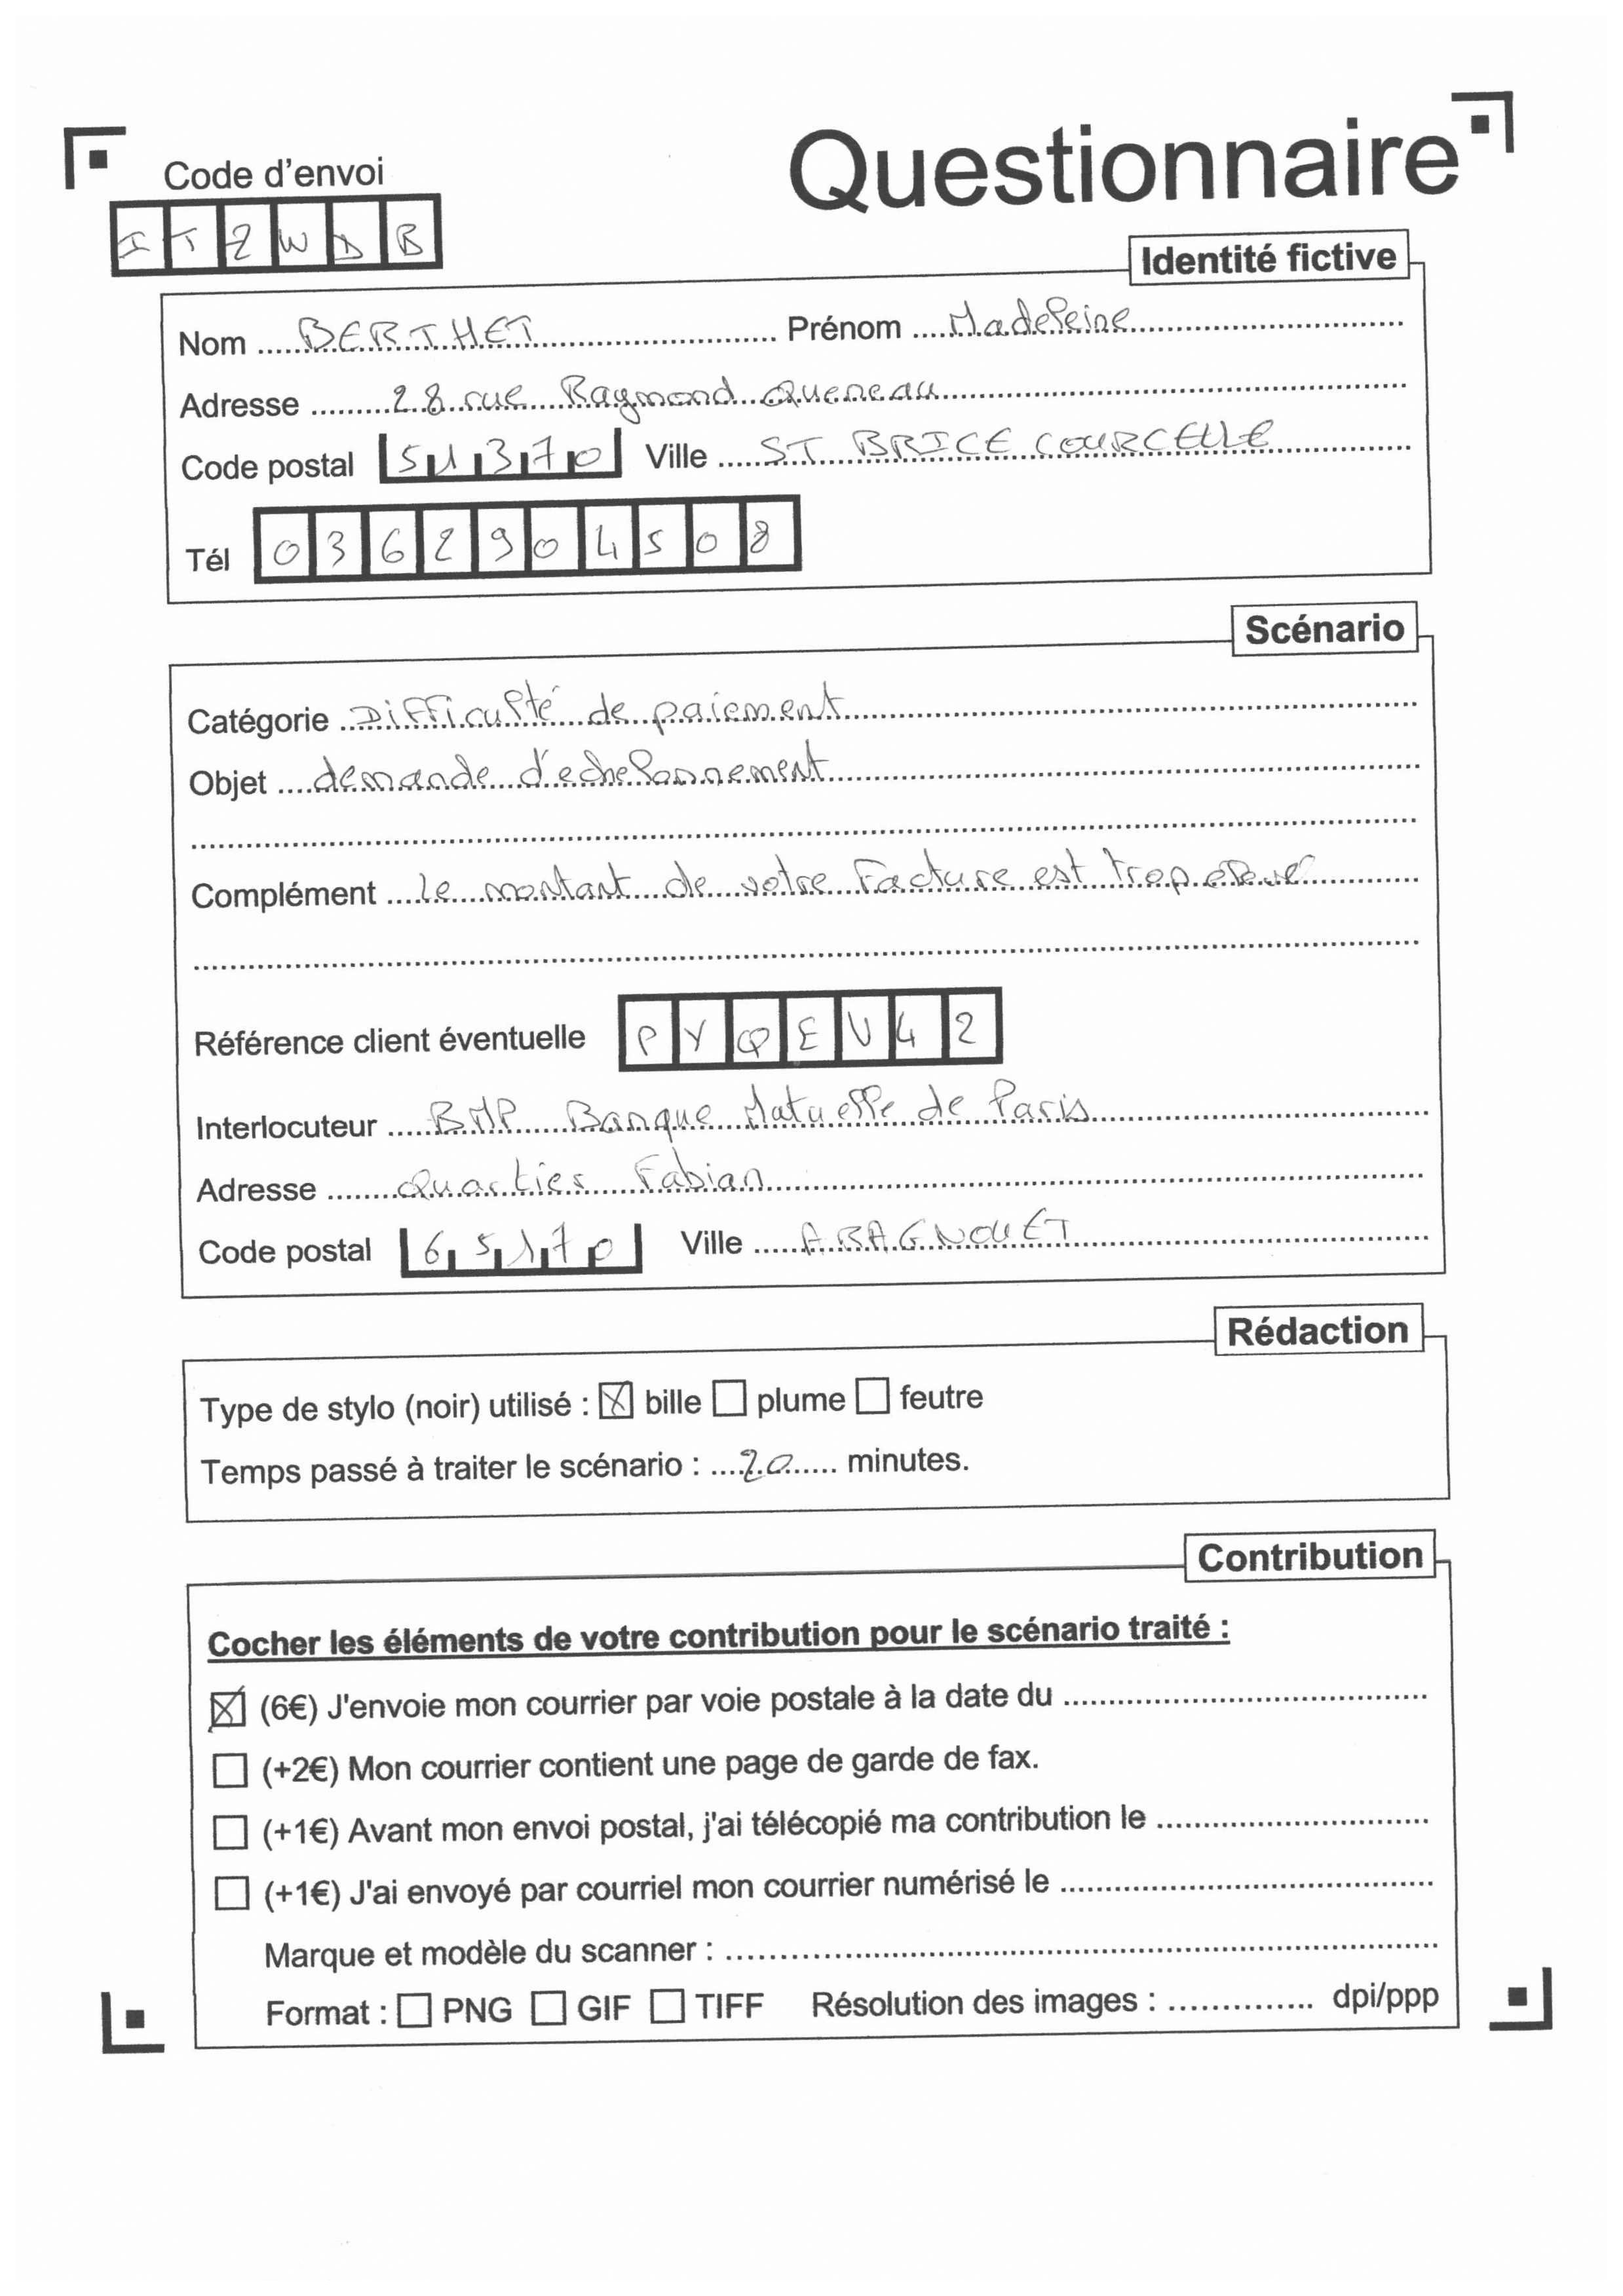 Questionnaire
Code d'envoi
ITZWDB
Identité fictive
Nom BERTHET Prénom Madeleine
Adresse 28 rue Raymond Queneau
Code postal 51370 Ville ST BRICE COURCELLE
Tél 0362904508
Scénario
Catégorie Difficulté de paiement
Objet demande d'echelonnement
Complément Le montant de votre Facture est trop élevé
Référence client éventuelle PYQEV42
Interlocuteur BMP Banque Mutuelle de Paris
Adresse Quartier Fabian
Code postal 65170 Ville ARAGNOUET
Rédaction
Type de stylo (noir) utilisé : bille plume feutre
Temps passé à traiter le scénario : 20 minutes.
Contribution
Cocher les éléments de votre contribution pour le scénario traité :
(6€) J'envoie mon courrier par voie postale à la date du
(+2€) Mon courrier contient une page de garde de fax.
(+1€) Avant mon envoi postal, j'ai télécopié ma contribution le
(+1€) J'ai envoyé par courriel mon courrier numérisé le
Marque et modèle du scanner :
Format : PNG GIF TIFF Résolution des images : dpi/ppp